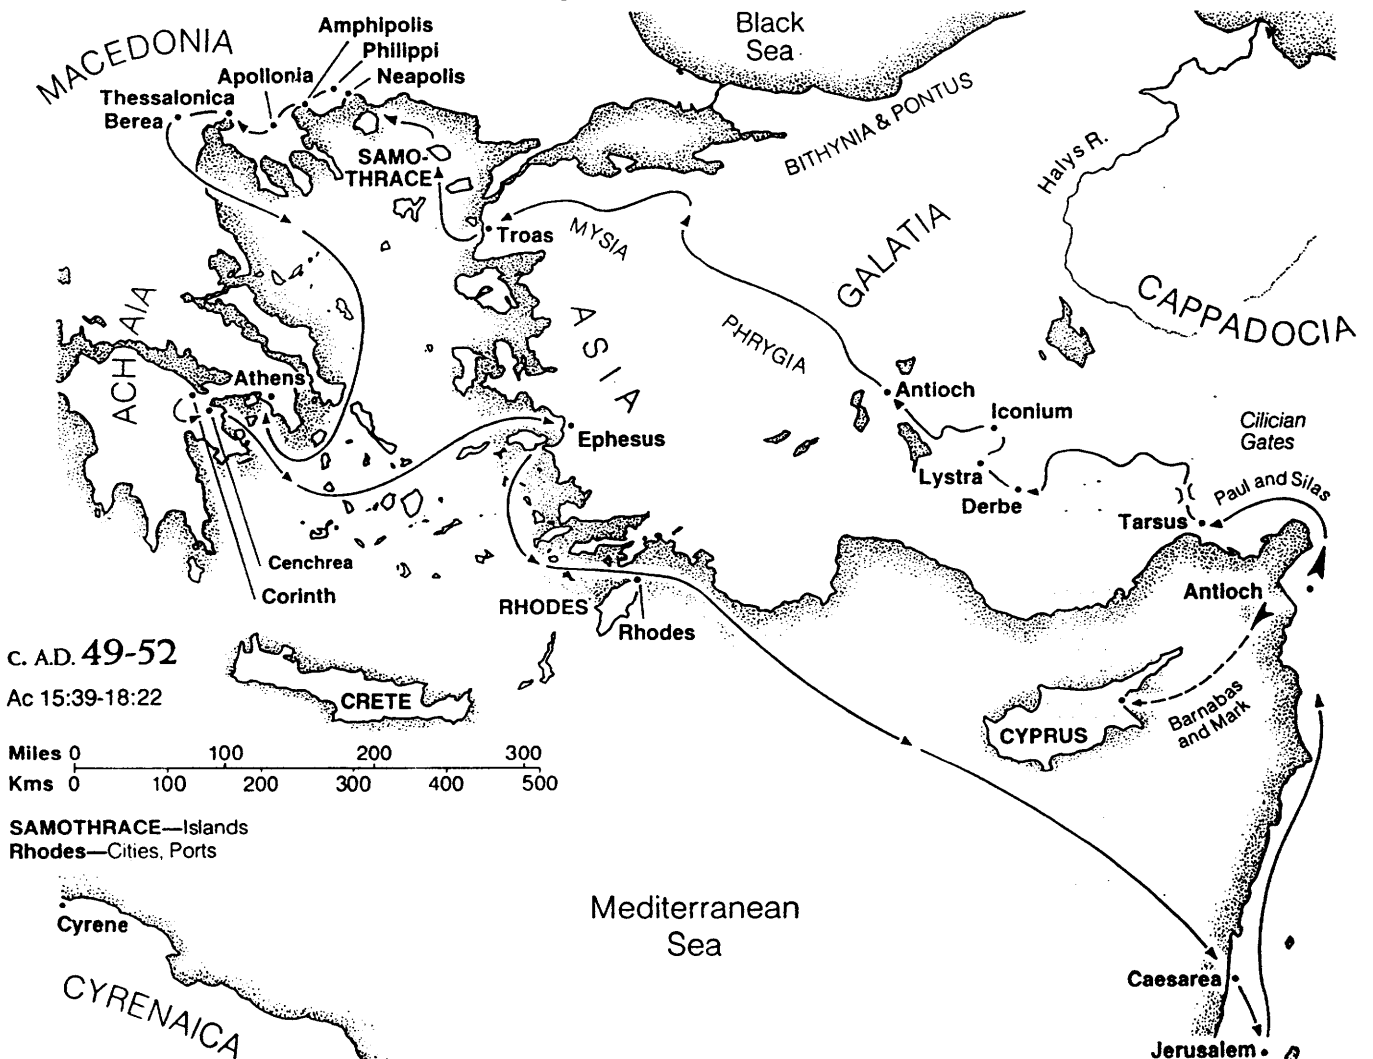 Black
Sea
MACEDONIA
Amphipolis
Philippi
Neapolis
Apollonia
Thessalonica
Berea
SAMO-
THRACE
Troas
MYSIA
BITHYNIA & PONTUS
Halys R.
GALATIA
CAPPADOCIA
PHRYGIA
ASIA
ACHAIA
Athens
Ephesus
Antioch
Iconium
Lystra
Derbe
Cilician
Gates
Paul and Silas
Tarsus
Antioch
Cenchrea
Corinth
RHODES
Rhodes
CRETE
CYPRUS
Barnabas
and Mark
c. A.D. 49-52
Ac 15:39-18:22
Miles 0 100 200 300
Kms 0 100 200 300 400 500
SAMOTHRACE—Islands
Rhodes—Cities, Ports
Mediterranean
Sea
Cyrene
CYRENAICA
Caesarea
Jerusalem